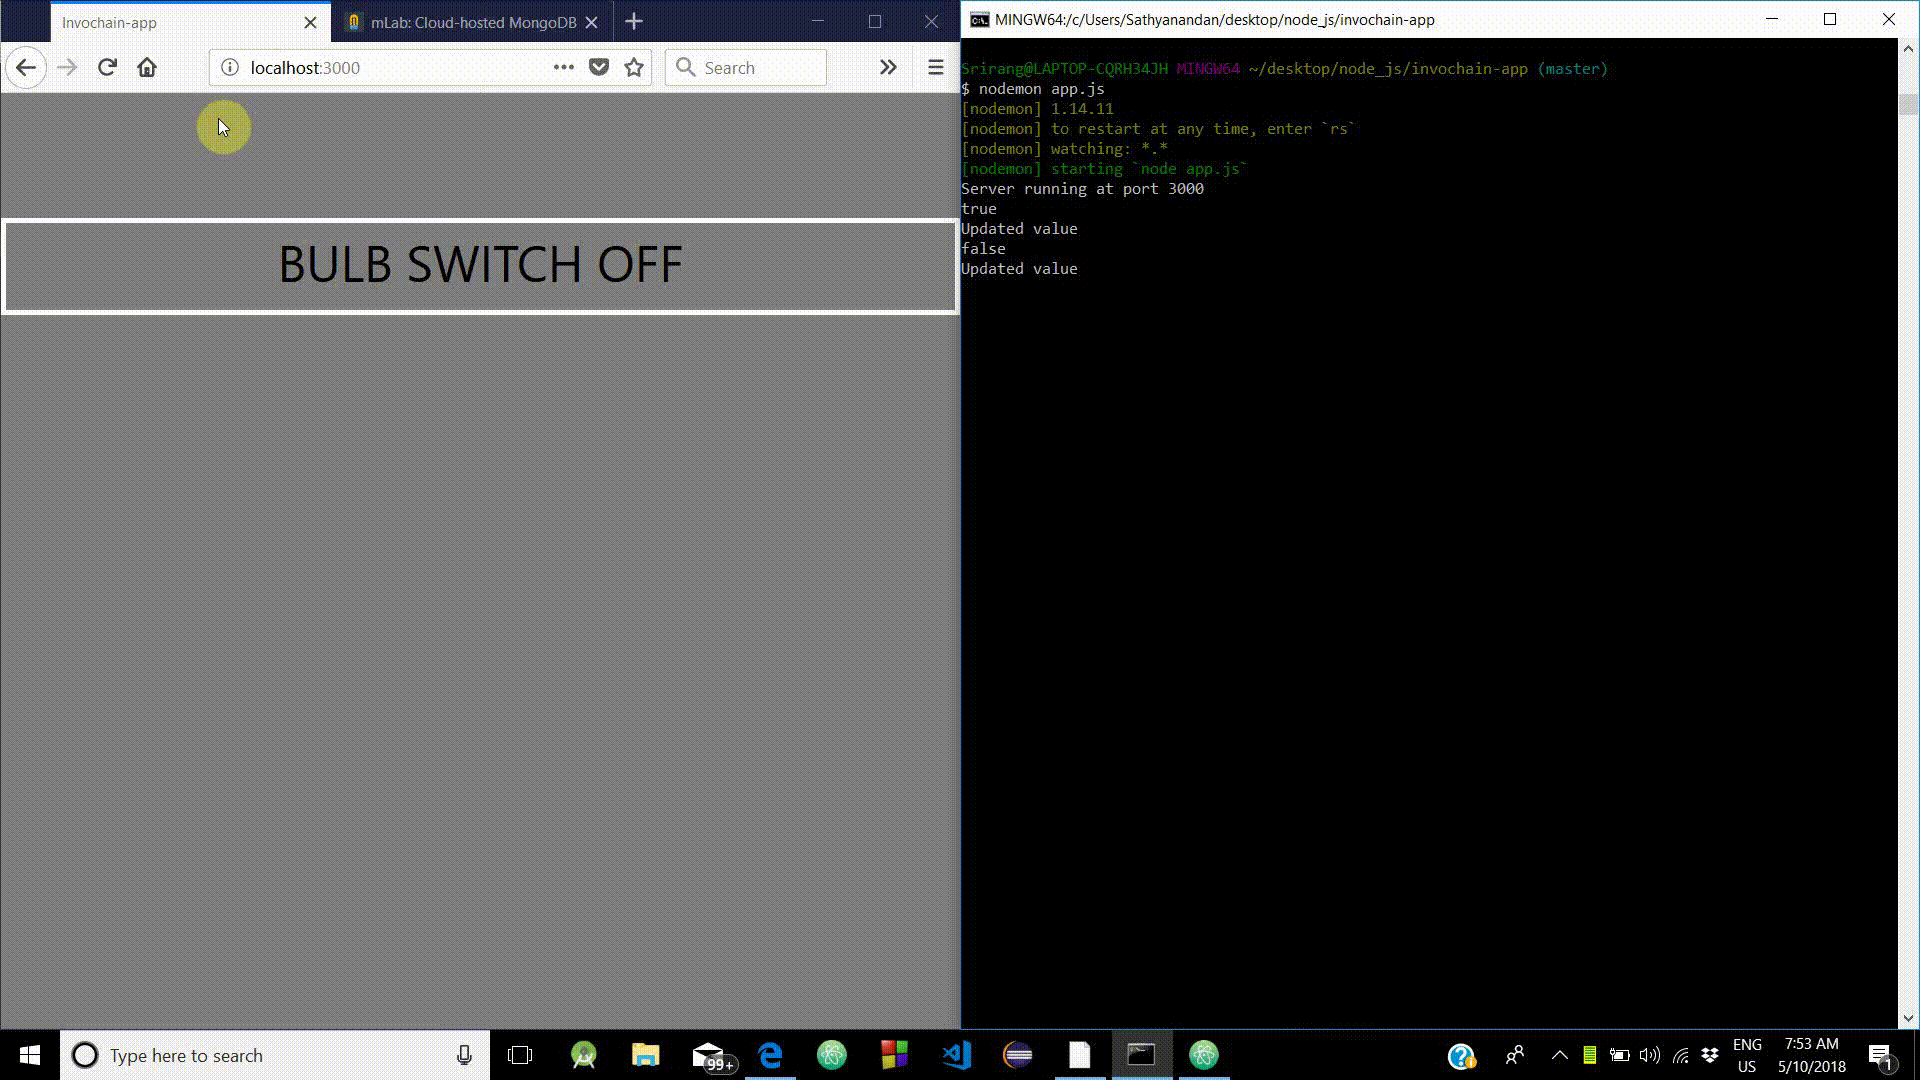 Invochain-app
mLab: Cloud-hosted MongoDB
localhost:3000
Search
BULB SWITCH OFF
MINGW64:/c/Users/Sathyanandan/desktop/node_js/invochain-app
Srirang@LAPTOP-CQRH34JH MINGW64 ~/desktop/node_js/invochain-app (master)
$ nodemon app.js
[nodemon] 1.14.11
[nodemon] to restart at any time, enter `rs`
[nodemon] watching: *.*
[nodemon] starting `node app.js`
Server running at port 3000
true
Updated value
false
Updated value
Type here to search
99+
ENG
US
7:53 AM
5/10/2018
1